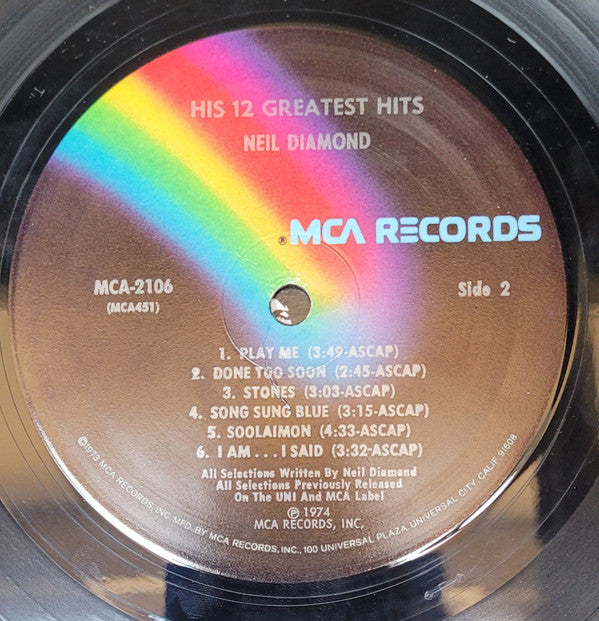 HIS 12 GREATEST HITS
NEIL DIAMOND
®MCA RECORDS
MCA-2106
(MCA451)
Side 2
1. PLAY ME (3:49-ASCAP)
2. DONE TOO SOON (2:45-ASCAP)
3. STONES (3:03-ASCAP)
4. SONG SUNG BLUE (3:15-ASCAP)
5. SOOLAIMON (4:33-ASCAP)
6. I AM . . . I SAID (3:32-ASCAP)
All Selections Written By Neil Diamond
All Selections Previously Released
On The UNI And MCA Label
℗ 1974
MCA RECORDS, INC.
©1973 MCA RECORDS, INC. MFD. BY MCA RECORDS, INC., 100 UNIVERSAL PLAZA, UNIVERSAL CITY, CALIF. 91608